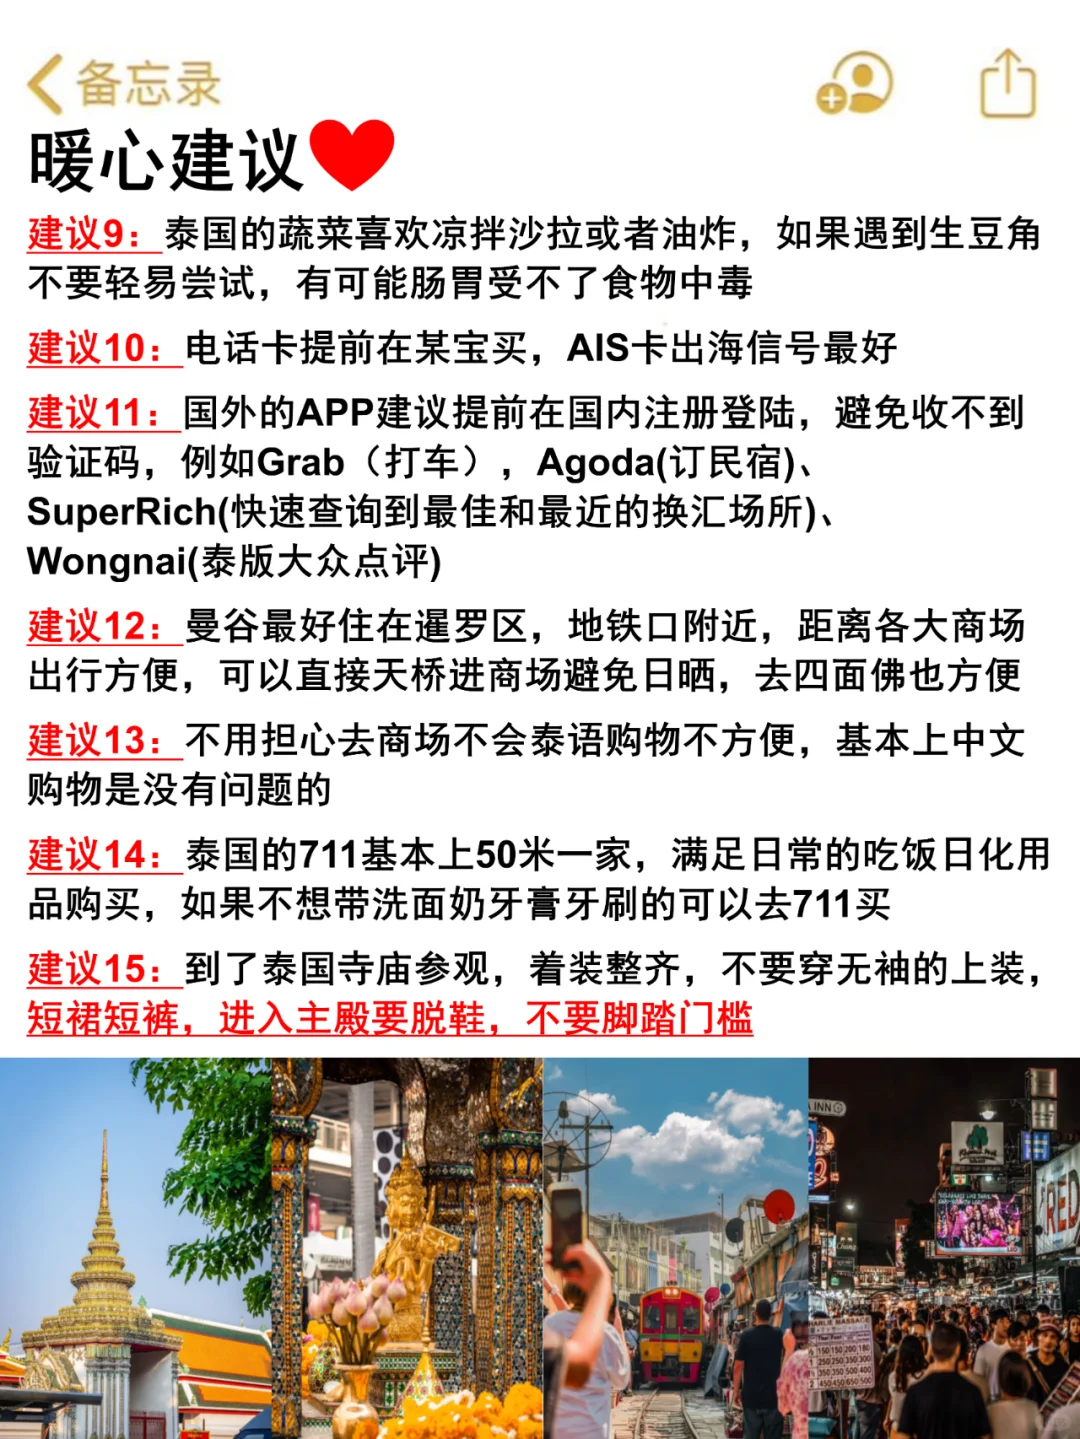 备忘录
暖心建议
建议9：泰国的蔬菜喜欢凉拌沙拉或者油炸，如果遇到生豆角
不要轻易尝试，有可能肠胃受不了食物中毒
建议10：电话卡提前在某宝买，AIS卡出海信号最好
建议11：国外的APP建议提前在国内注册登陆，避免收不到
验证码，例如Grab（打车），Agoda(订民宿)、
SuperRich(快速查询到最佳和最近的换汇场所)、
Wongnai(泰版大众点评)
建议12：曼谷最好住在暹罗区，地铁口附近，距离各大商场
出行方便，可以直接天桥进商场避免日晒，去四面佛也方便
建议13：不用担心去商场不会泰语购物不方便，基本上中文
购物是没有问题的
建议14：泰国的711基本上50米一家，满足日常的吃饭日化用
品购买，如果不想带洗面奶牙膏牙刷的可以去711买
建议15：到了泰国寺庙参观，着装整齐，不要穿无袖的上装，
短裙短裤，进入主殿要脱鞋，不要脚踏门槛
INN
Chang
RED